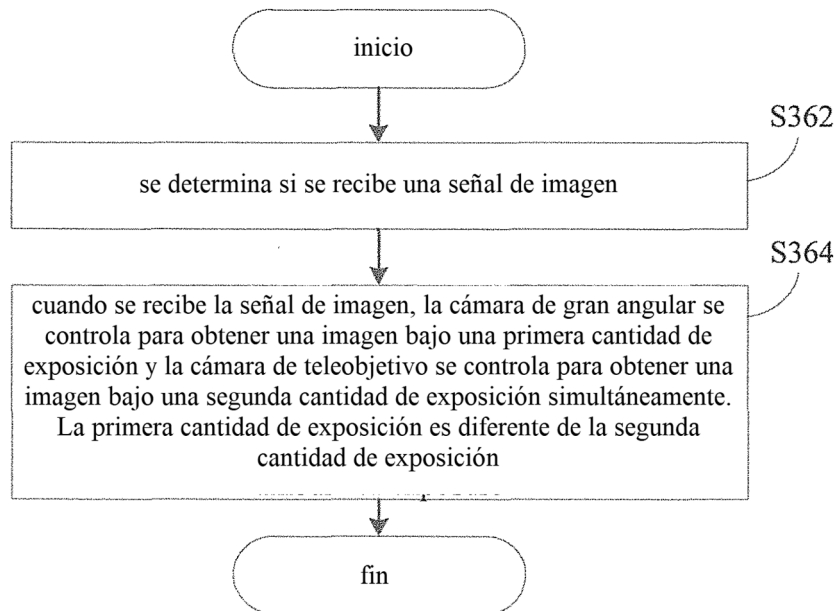 inicio
S362
se determina si se recibe una señal de imagen
S364
cuando se recibe la señal de imagen, la cámara de gran angular se
controla para obtener una imagen bajo una primera cantidad de
exposición y la cámara de teleobjetivo se controla para obtener una
imagen bajo una segunda cantidad de exposición simultáneamente.
La primera cantidad de exposición es diferente de la segunda
cantidad de exposición
fin